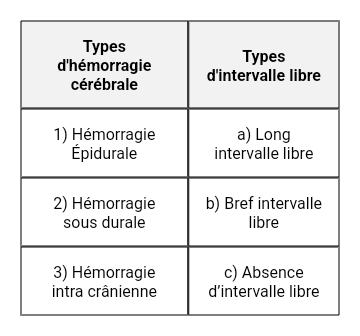 Types
d'hémorragie
cérébrale
Types
d'intervalle libre
1) Hémorragie
Épidurale
a) Long
intervalle libre
2) Hémorragie
sous durale
b) Bref intervalle
libre
3) Hémorragie
intra crânienne
c) Absence
d’intervalle libre